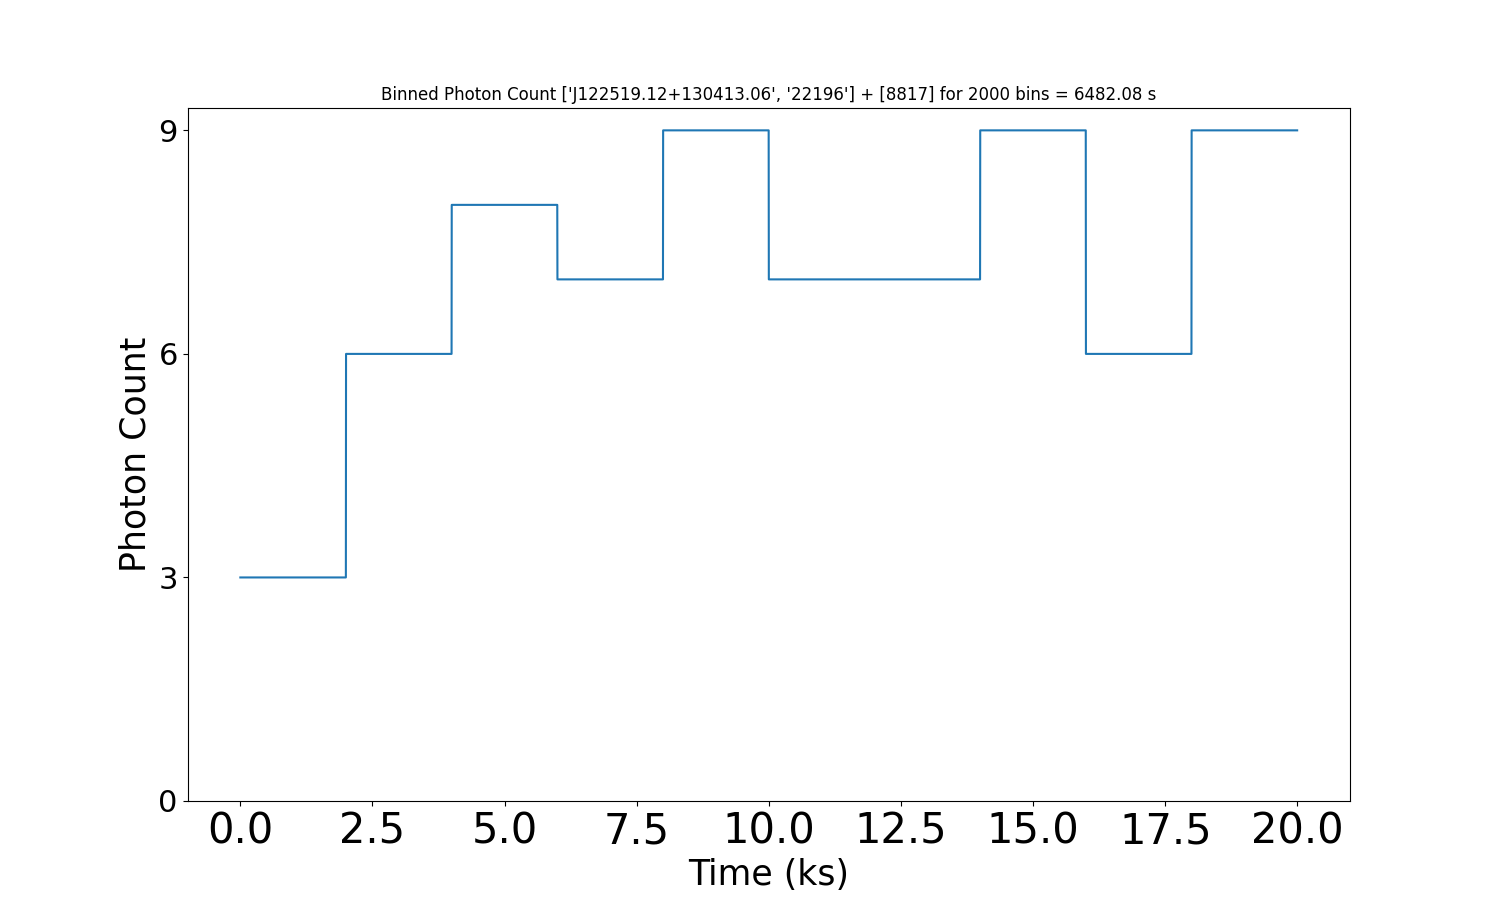 Binned Photon Count ['J122519.12+130413.06', '22196'] + [8817] for 2000 bins = 6482.08 s
9
6
3
0
Photon Count
0.0 2.5 5.0 7.5 10.0 12.5 15.0 17.5 20.0
Time (ks)